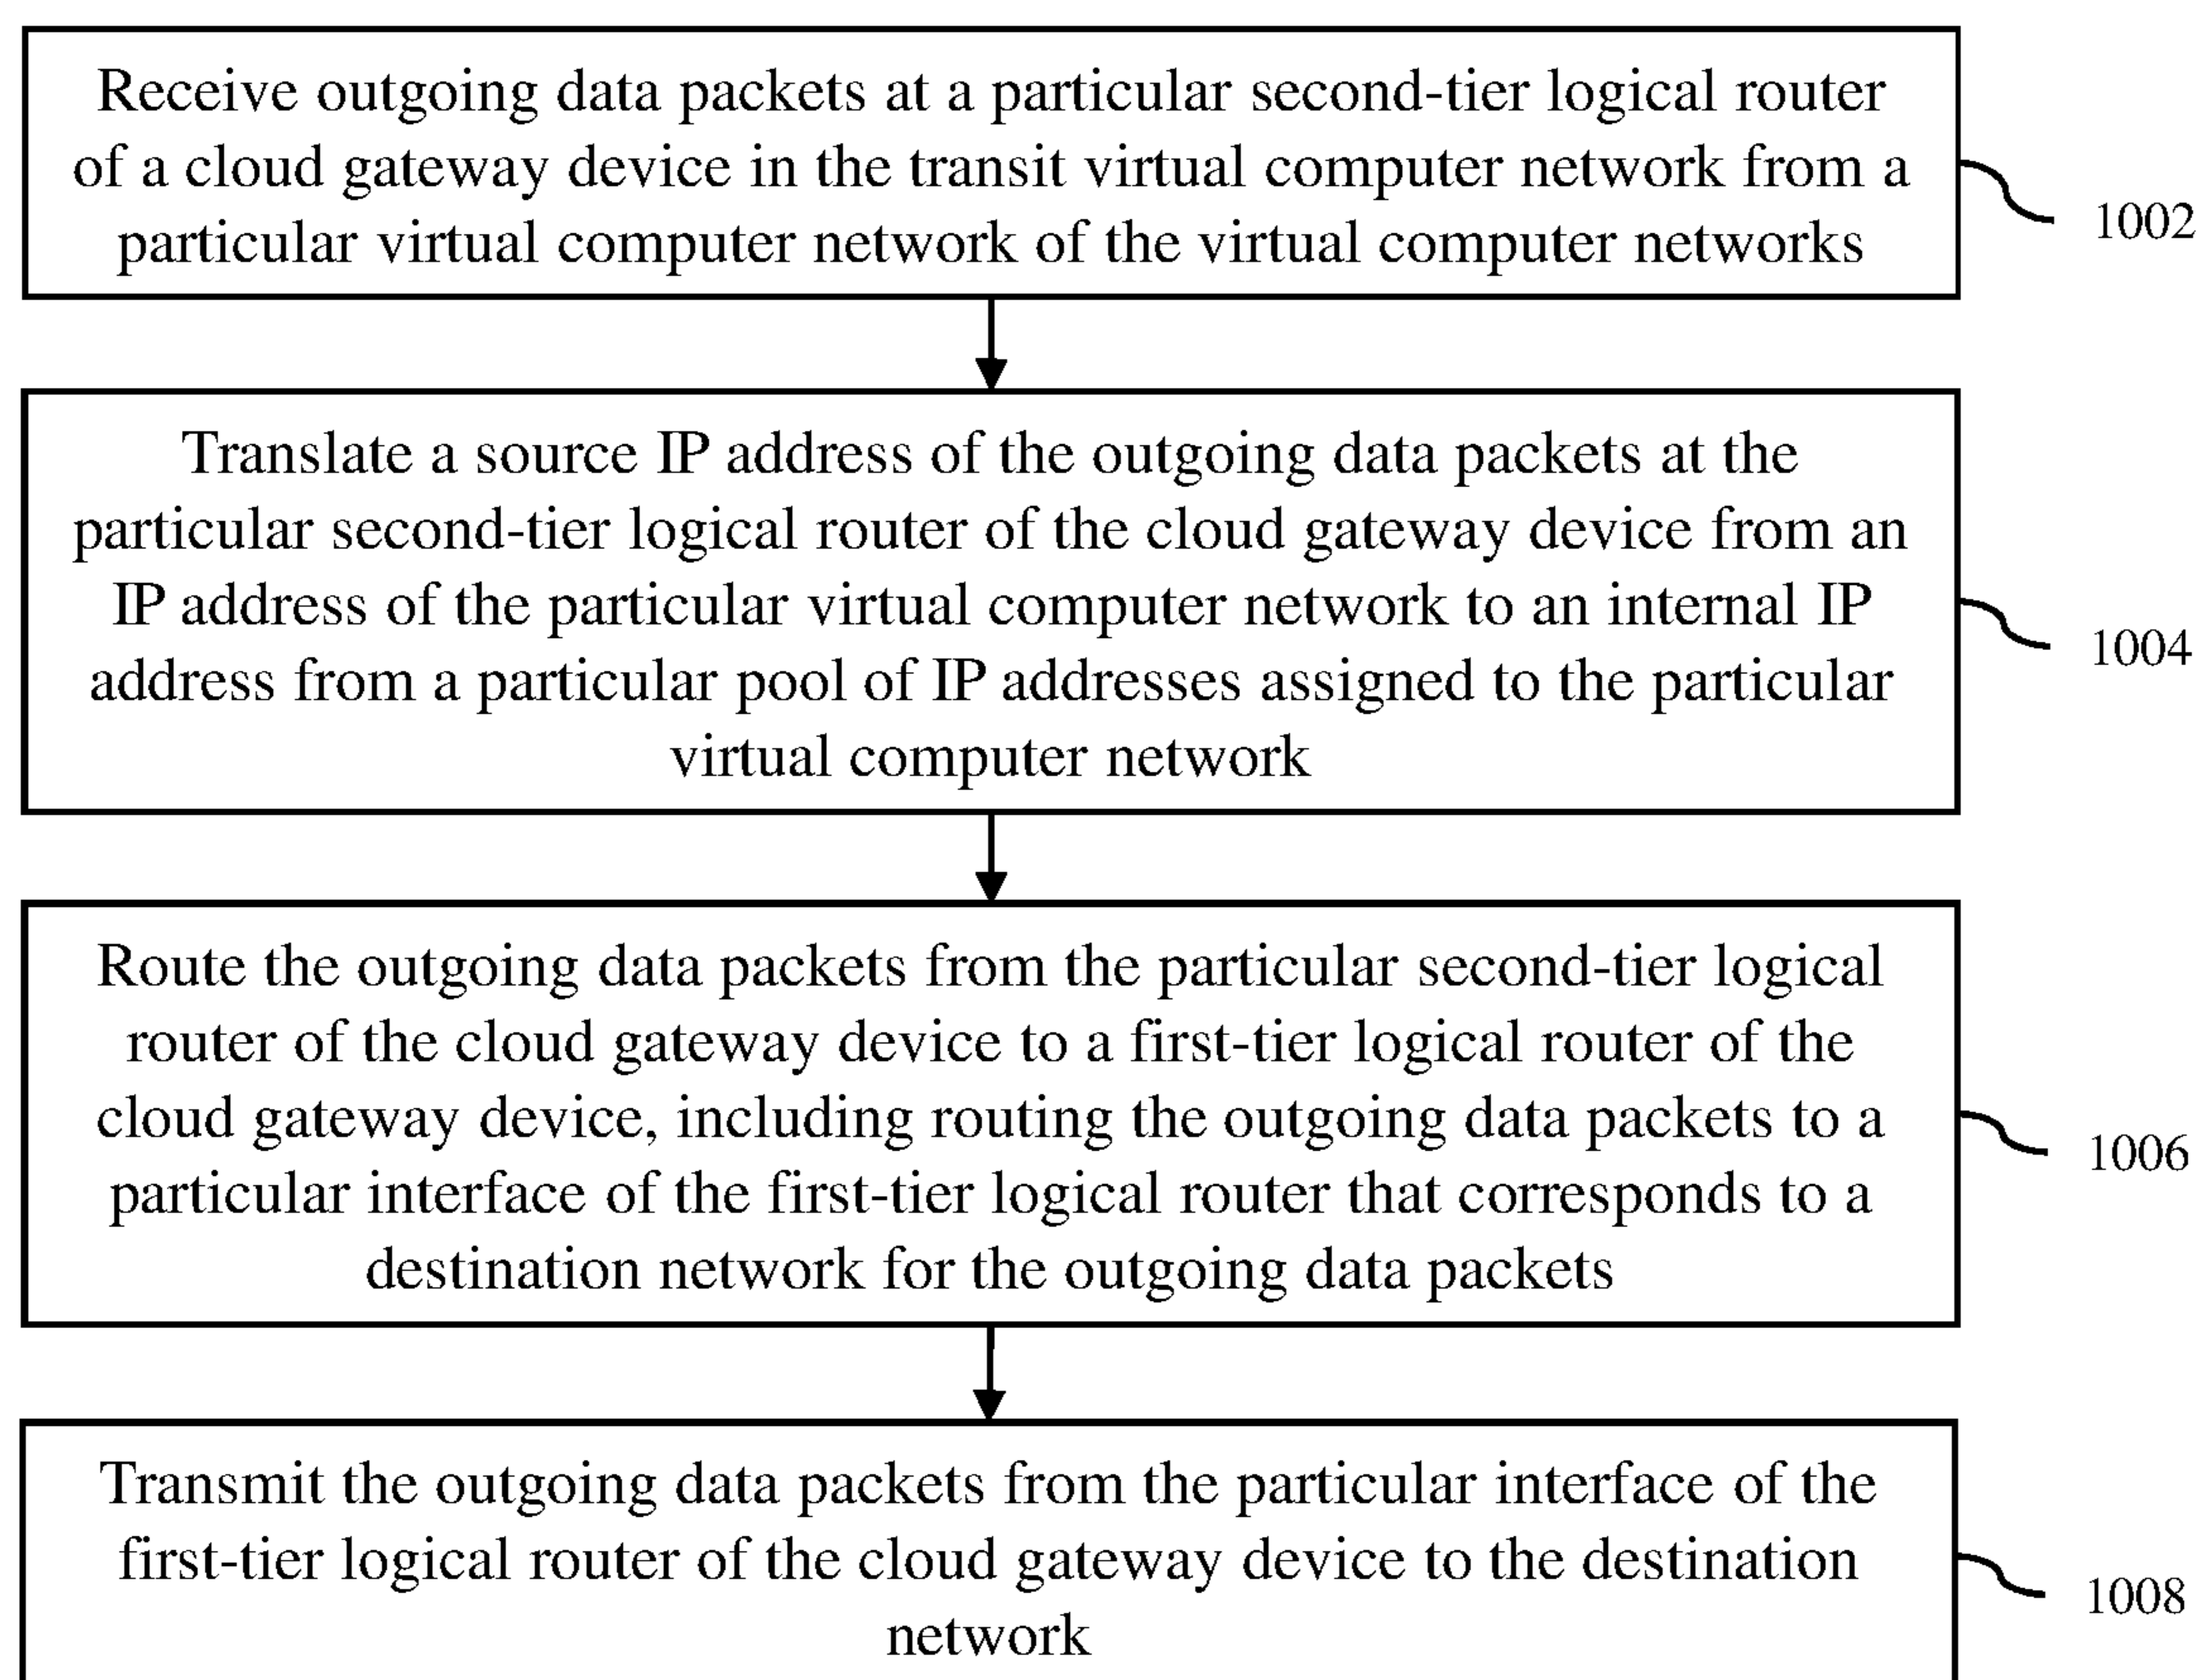 Receive outgoing data packets at a particular second-tier logical router
of a cloud gateway device in the transit virtual computer network from a
particular virtual computer network of the virtual computer networks
1002
Translate a source IP address of the outgoing data packets at the
particular second-tier logical router of the cloud gateway device from an
IP address of the particular virtual computer network to an internal IP
address from a particular pool of IP addresses assigned to the particular
virtual computer network
1004
Route the outgoing data packets from the particular second-tier logical
router of the cloud gateway device to a first-tier logical router of the
cloud gateway device, including routing the outgoing data packets to a
particular interface of the first-tier logical router that corresponds to a
destination network for the outgoing data packets
1006
Transmit the outgoing data packets from the particular interface of the
first-tier logical router of the cloud gateway device to the destination
network
1008